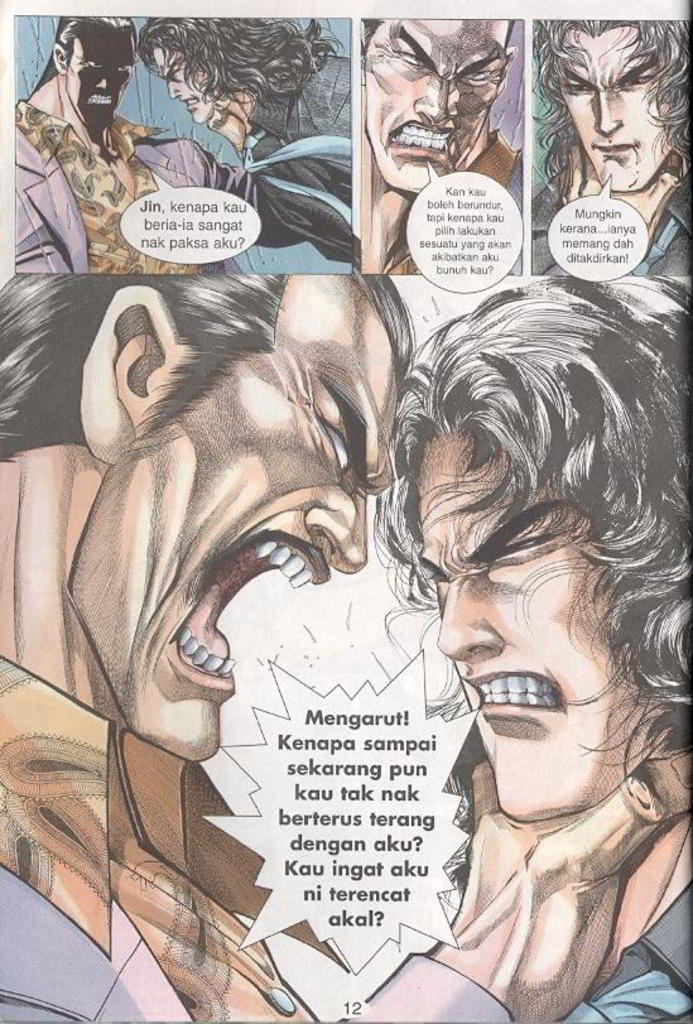 Jin, kenapa kau
beria-ia sangat
nak paksa aku?
Kan kau
boleh berundur,
tapi kenapa kau
pilih lakukan
sesuatu yang akan
akibatkan aku
bunuh kau?
Mungkin
kerana...ianya
memang dah
ditakdirkan!
Mengarut!
Kenapa sampai
sekarang pun
kau tak nak
berterus terang
dengan aku?
Kau ingat aku
ni terencat
akal?
12